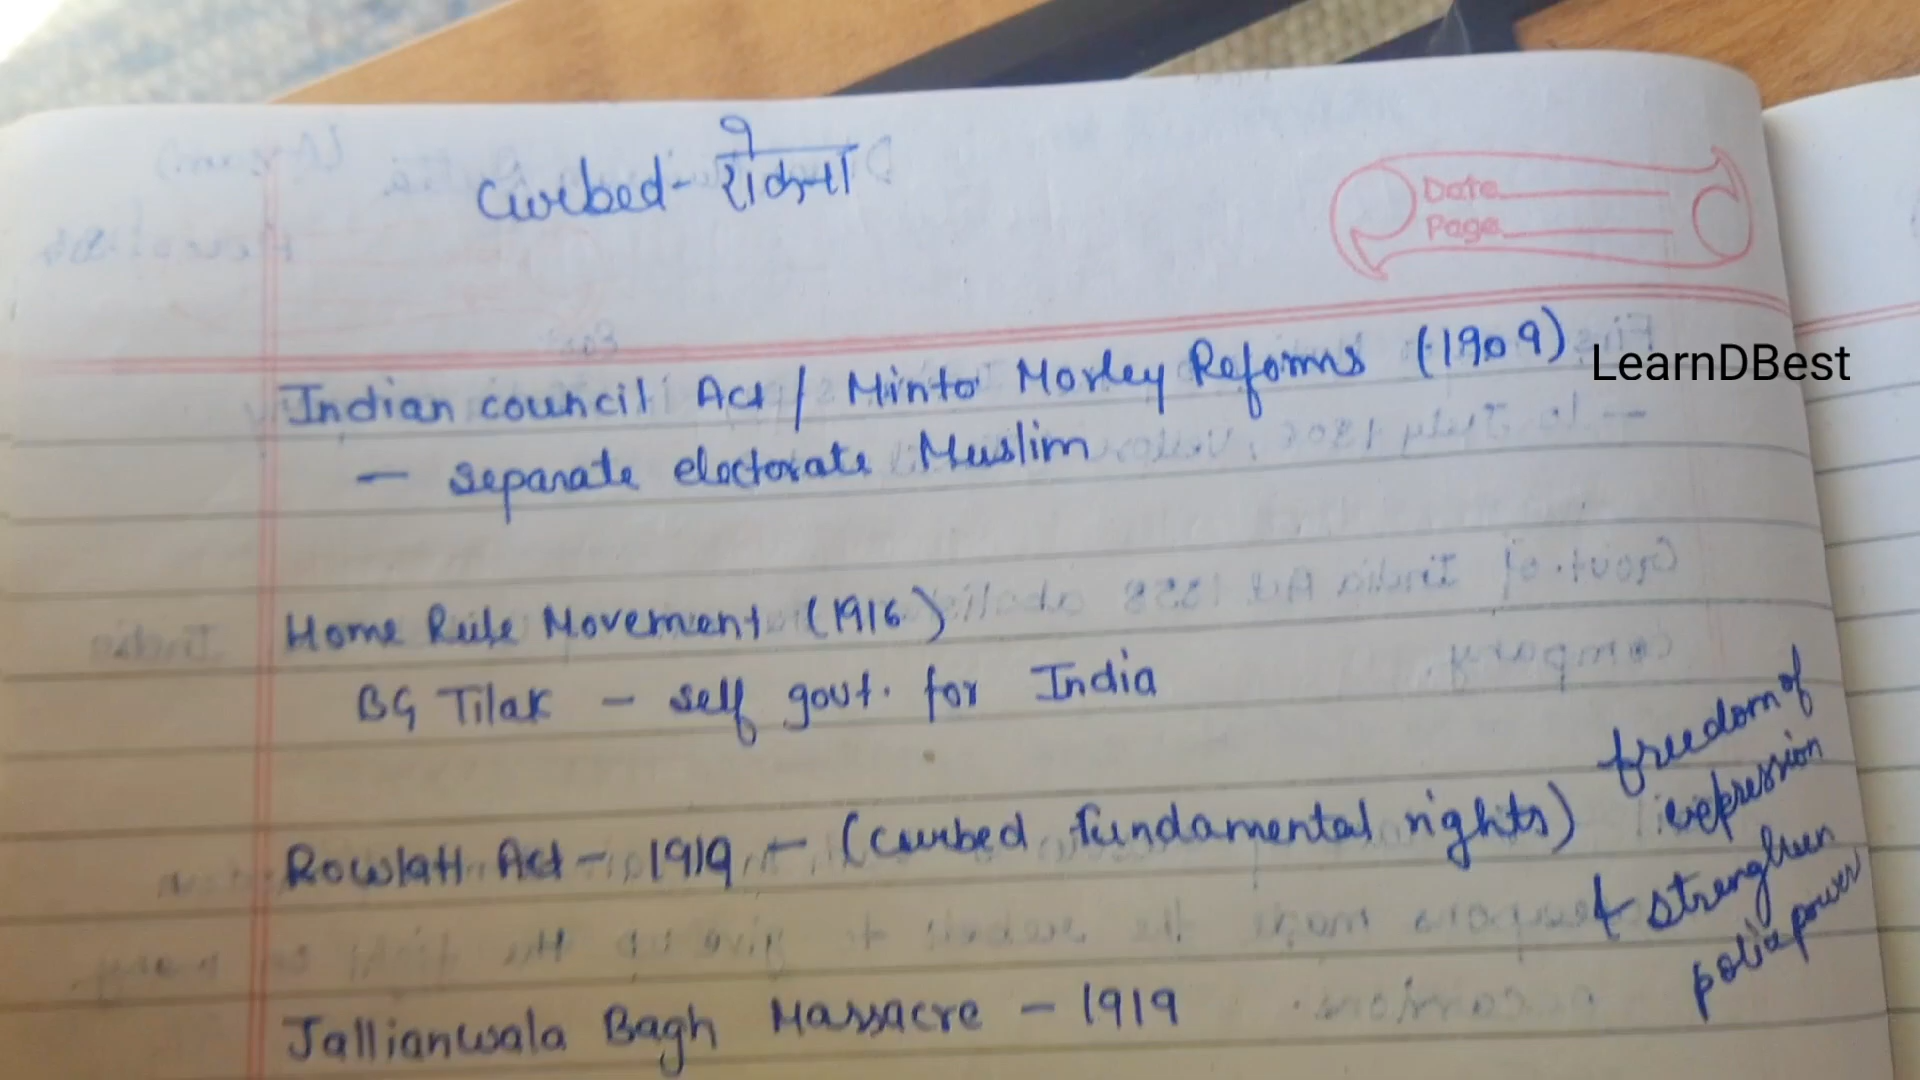 curbed - रोकना
Date
Page
Indian council Act / Minto Morley Reforms (1909)
LearnDBest
— separate electorate Muslim
Home Rule Movement (1916)
BG Tilak - self govt. for India
Rowlatt Act - 1919 - (curbed fundamental rights)
freedom of
expression
& strengthen
police power
Jallianwala Bagh Massacre - 1919